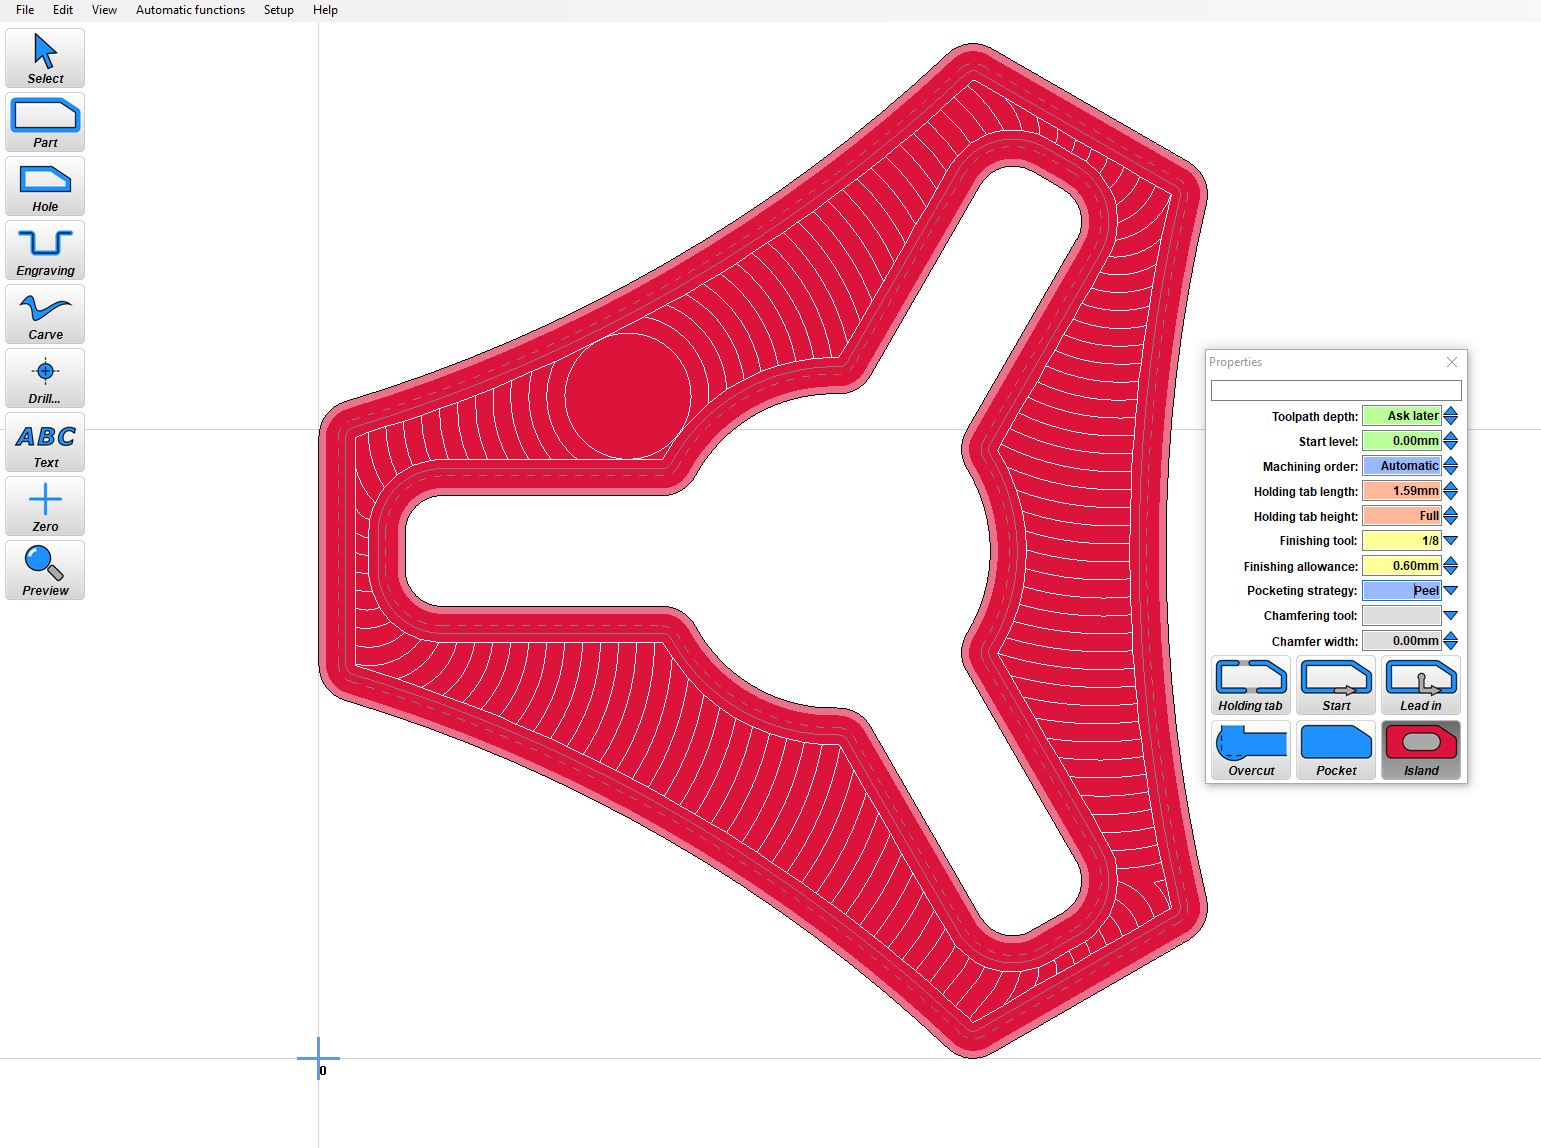 File Edit View Automatic functions Setup Help
Select
Part
Hole
Engraving
Carve
Drill...
ABC
Text
Zero
Preview
0
Properties
Toolpath depth: Ask later
Start level: 0.00mm
Machining order: Automatic
Holding tab length: 1.59mm
Holding tab height: Full
Finishing tool: 1/8
Finishing allowance: 0.60mm
Pocketing strategy: Peel
Chamfering tool:
Chamfer width: 0.00mm
Holding tab Start Lead in
Overcut Pocket Island